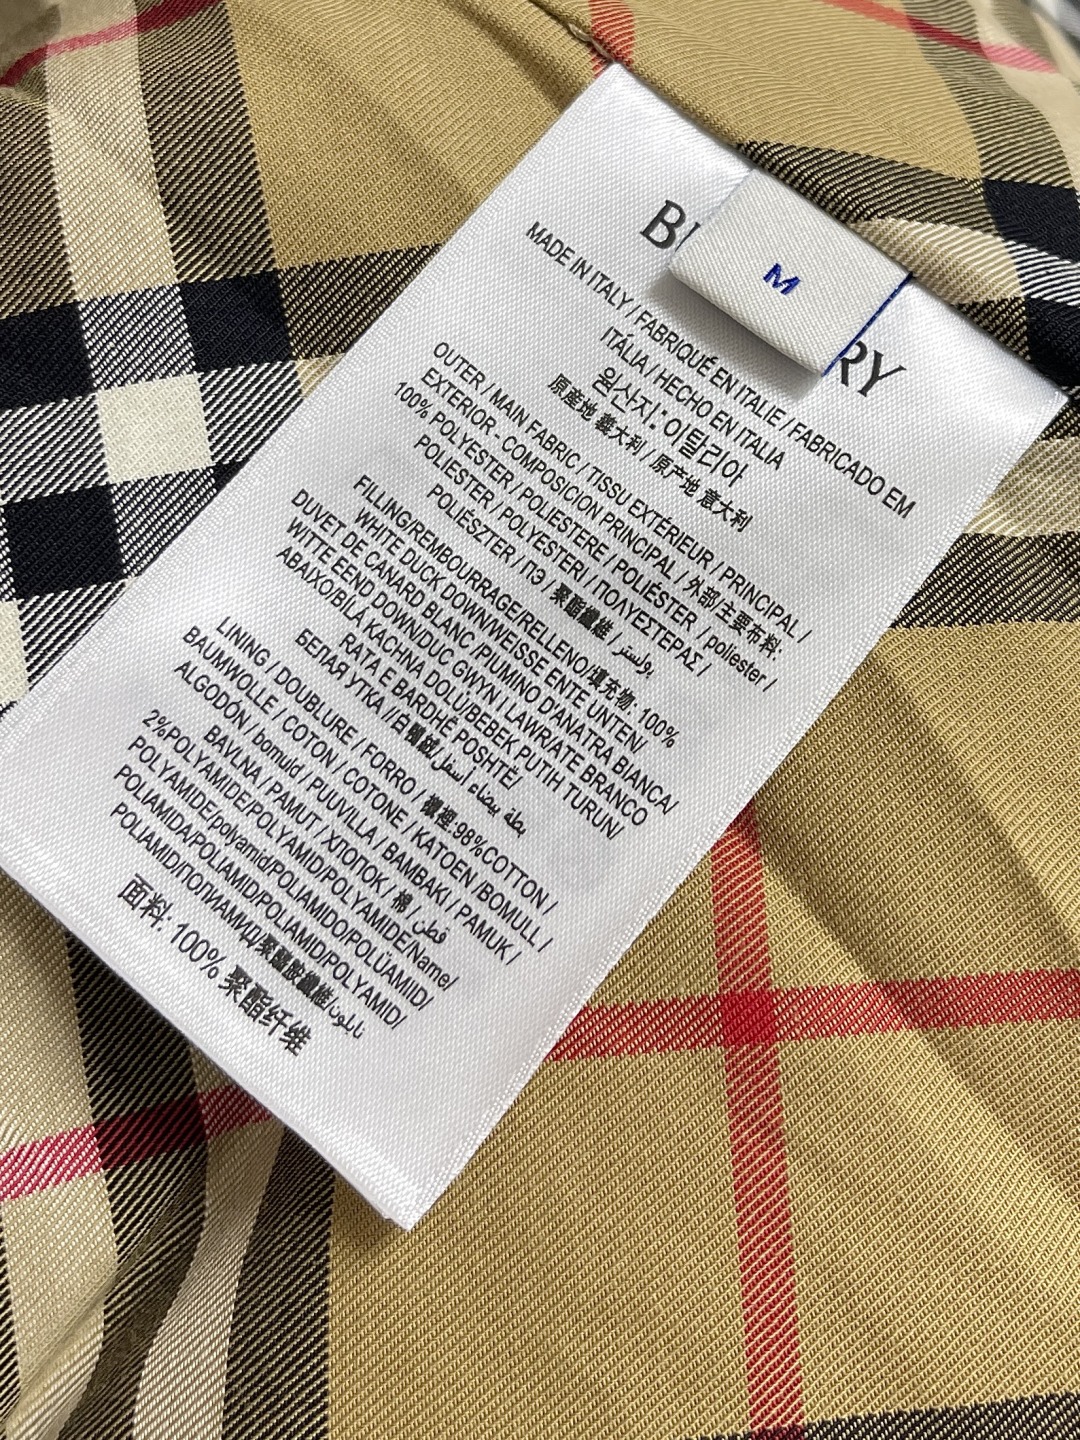 BU
RY
M
MADE IN ITALY / FABRIQUÉ EN ITALIE / FABRICADO EM
ITÁLIA / HECHO EN ITALIA
원산지: 이탈리아
原産地 義大利 / 原产地 意大利
OUTER / MAIN FABRIC / TISSU EXTÉRIEUR / PRINCIPAL /
EXTERIOR - COMPOSICION PRINCIPAL / 外部/主要布料:
100% POLYESTER / POLIESTERE / POLIÉSTER / poliester /
POLIESTER / POLYESTERI / ΠΟΛΥΕΣΤΕΡΑΣ /
POLIÉSZTER / ПЭ / 聚酯纖維 / بوليستر
FILLING/REMBOURRAGE/RELLENO/填充物: 100%
WHITE DUCK DOWN/WEISSE ENTE UNTEN/
DUVET DE CANARD BLANC /PIUMINO D'ANATRA BIANCA/
WITTE EEND DOWN/DUC GWYN I LAWR/ATE BRANCO
ABAIXO/BILÁ KACHNA DOLŮ/BEBEK PUTIH TURUN/
RATE E BARDHË POSHTË/
БЕЛАЯ УТКА //白鴨絨/بطة بيضاء أسفل
LINING / DOUBLURE / FORRO / 襯裡:98%COTTON /
BAUMWOLLE / COTON / COTONE / KATOEN /BOMULL /
ALGODÓN / bomuld / PUUVILLA / BAMBAKI / PAMUK /
BAVLNA / PAMUT / ХЛОПОК / 棉 / قطن
2%POLYAMIDE/POLYAMID/POLYAMIDE/Name/
POLYAMIDE/polyamid/POLIAMIDO/POLÜAMIID/
POLIAMIDA/POLIAMID/POLIAMID/POLYAMID/
POLIAMID/ПОЛИАМИД/聚醯胺纖維/نايلون
面料: 100% 聚酯纤维